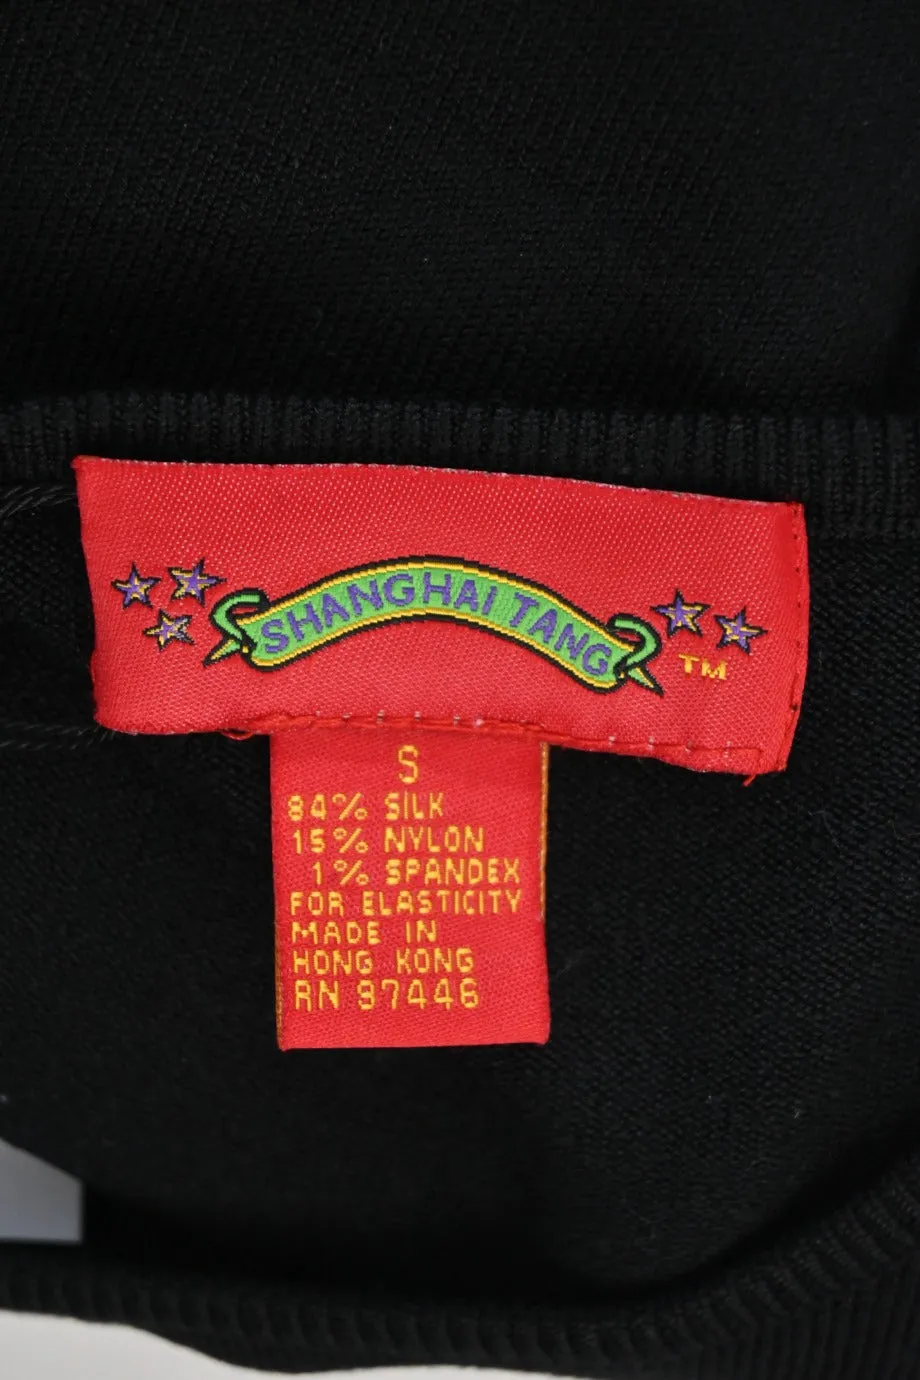 SHANGHAI TANG
TM
S
84% SILK
15% NYLON
1% SPANDEX
FOR ELASTICITY
MADE IN
HONG KONG
RN 97446